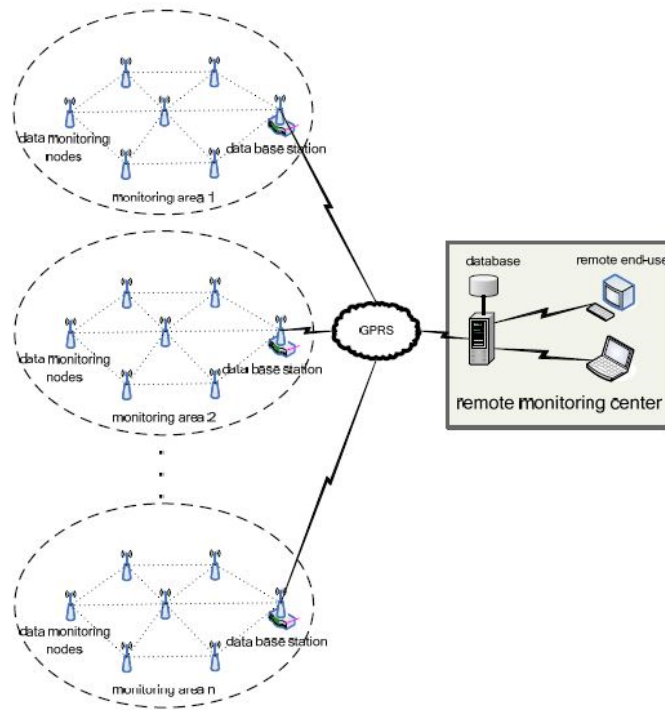 data monitoring
nodes
data base station
monitoring area 1
database
remote end-use
GPRS
remote monitoring center
data monitoring
nodes
data base station
monitoring area 2
data monitoring
nodes
data base station
monitoring area n